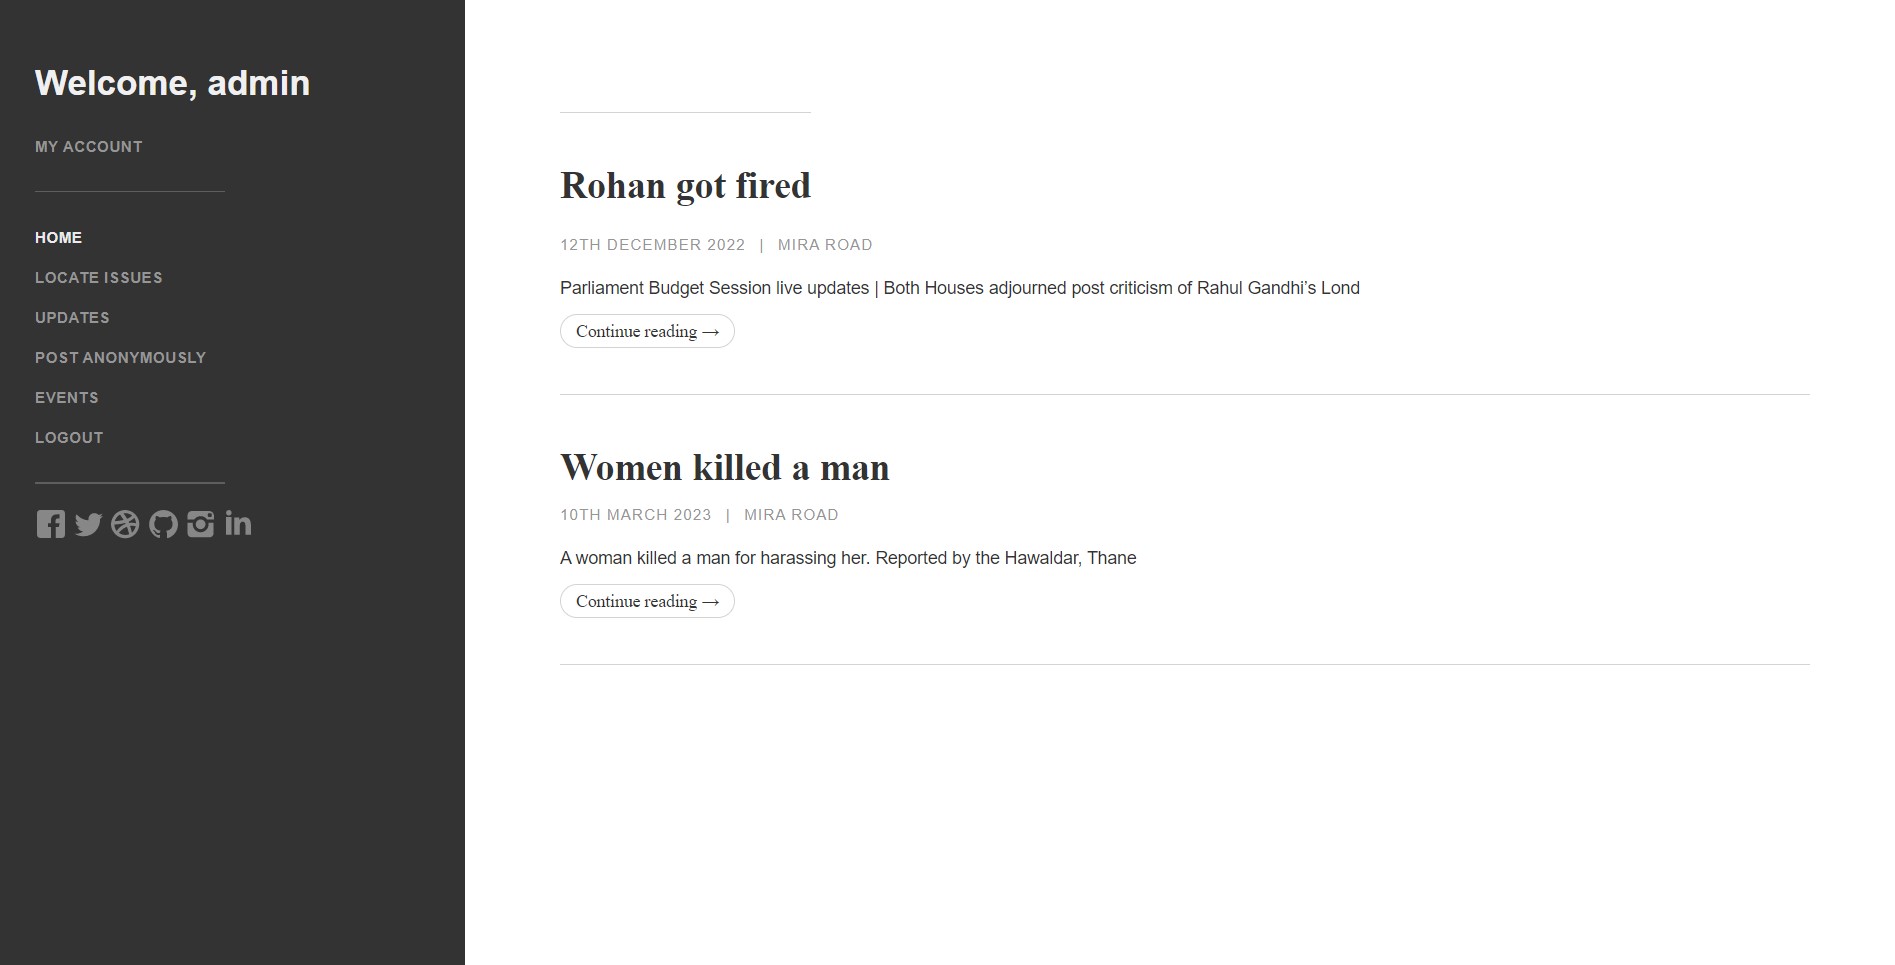 Welcome, admin
MY ACCOUNT
HOME
LOCATE ISSUES
UPDATES
POST ANONYMOUSLY
EVENTS
LOGOUT
in
Rohan got fired
12TH DECEMBER 2022 | MIRA ROAD
Parliament Budget Session live updates | Both Houses adjourned post criticism of Rahul Gandhi’s Lond
Continue reading →
Women killed a man
10TH MARCH 2023 | MIRA ROAD
A woman killed a man for harassing her. Reported by the Hawaldar, Thane
Continue reading →